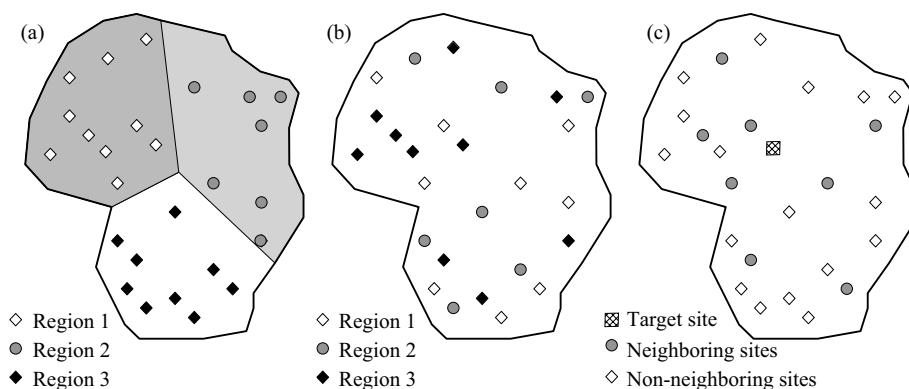 (a)
(b)
(c)
Region 1
Region 2
Region 3
Region 1
Region 2
Region 3
Target site
Neighboring sites
Non-neighboring sites